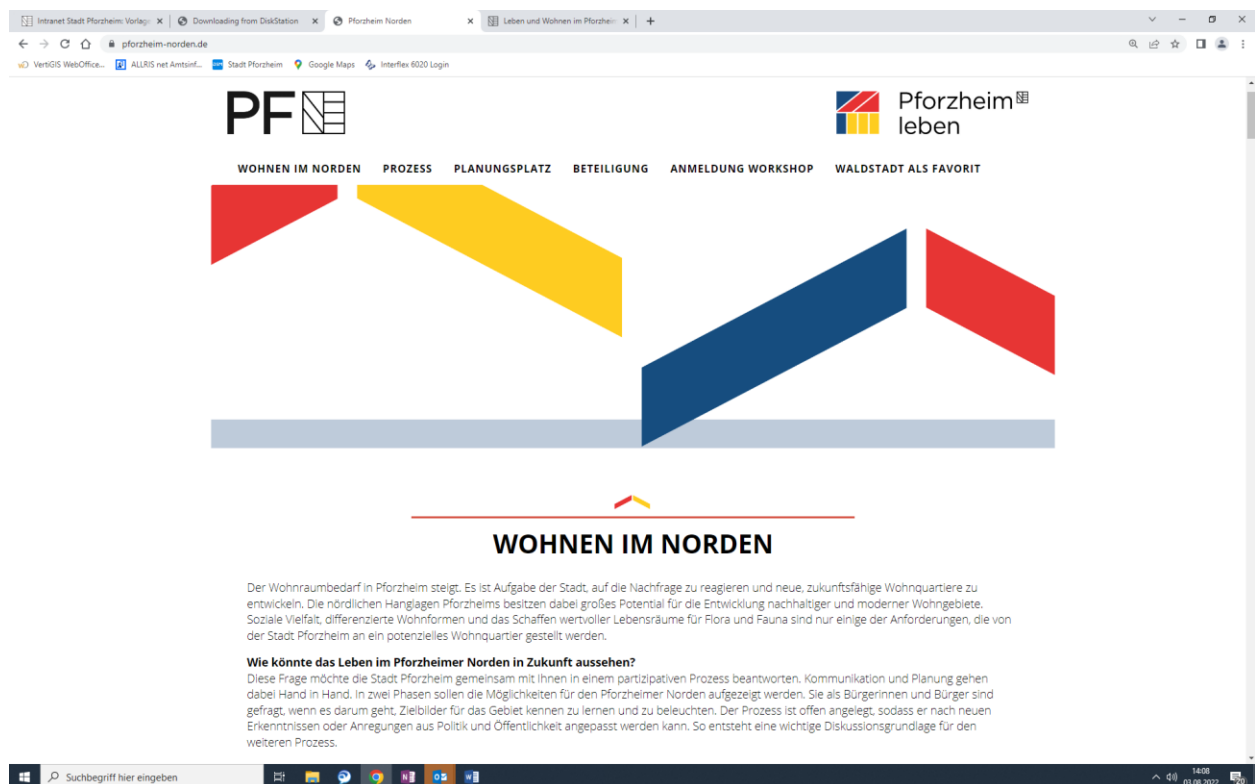 Intranet Stadt Pforzheim: Vorlage
Downloading from DiskStation
Pforzheim Norden
Leben und Wohnen im Pforzheim
pforzheim-norden.de
VertiGIS WebOffice...
ALLRIS net Amtsinf...
Stadt Pforzheim
Google Maps
Interflex 6020 Login
PF
Pforzheim
leben
WOHNEN IM NORDEN
PROZESS
PLANUNGSPLATZ
BETEILIGUNG
ANMELDUNG WORKSHOP
WALDSTADT ALS FAVORIT
WOHNEN IM NORDEN
Der Wohnraumbedarf in Pforzheim steigt. Es ist Aufgabe der Stadt, auf die Nachfrage zu reagieren und neue, zukunftsfähige Wohnquartiere zu
entwickeln. Die nördlichen Hanglagen Pforzheims besitzen dabei großes Potential für die Entwicklung nachhaltiger und moderner Wohngebiete.
Soziale Vielfalt, differenzierte Wohnformen und das Schaffen wertvoller Lebensräume für Flora und Fauna sind nur einige der Anforderungen, die von
der Stadt Pforzheim an ein potenzielles Wohnquartier gestellt werden.
Wie könnte das Leben im Pforzheimer Norden in Zukunft aussehen?
Diese Frage möchte die Stadt Pforzheim gemeinsam mit Ihnen in einem partizipativen Prozess beantworten. Kommunikation und Planung gehen
dabei Hand in Hand. In zwei Phasen sollen die Möglichkeiten für den Pforzheimer Norden aufgezeigt werden. Sie als Bürgerinnen und Bürger sind
gefragt, wenn es darum geht, Zielbilder für das Gebiet kennen zu lernen und zu beleuchten. Der Prozess ist offen angelegt, sodass er nach neuen
Erkenntnissen oder Anregungen aus Politik und Öffentlichkeit angepasst werden kann. So entsteht eine wichtige Diskussionsgrundlage für den
weiteren Prozess.
Suchbegriff hier eingeben
14:08
03.08.2022